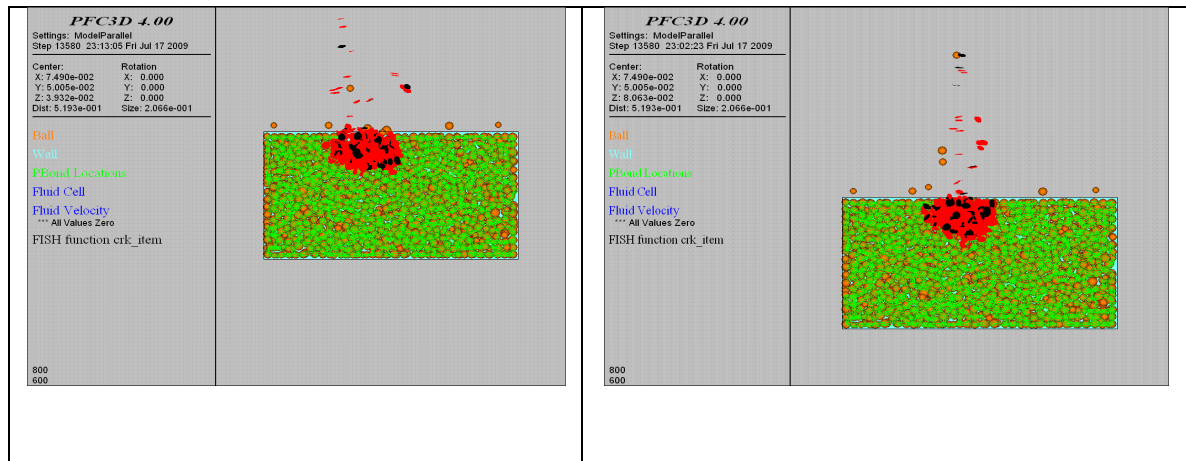 PFC3D 4.00
Settings: ModelParallel
Step 13580 23:13:05 Fri Jul 17 2009
Center: Rotation
X: 7.490e-002 X: 0.000
Y: 5.005e-002 Y: 0.000
Z: 3.932e-002 Z: 0.000
Dist: 5.193e-001 Size: 2.066e-001
Ball
Wall
PBond Locations
Fluid Cell
Fluid Velocity
*** All Values Zero
FISH function crk_item
800
600
PFC3D 4.00
Settings: ModelParallel
Step 13580 23:02:23 Fri Jul 17 2009
Center: Rotation
X: 7.490e-002 X: 0.000
Y: 5.005e-002 Y: 0.000
Z: 8.063e-002 Z: 0.000
Dist: 5.193e-001 Size: 2.066e-001
Ball
Wall
PBond Locations
Fluid Cell
Fluid Velocity
*** All Values Zero
FISH function crk_item
800
600